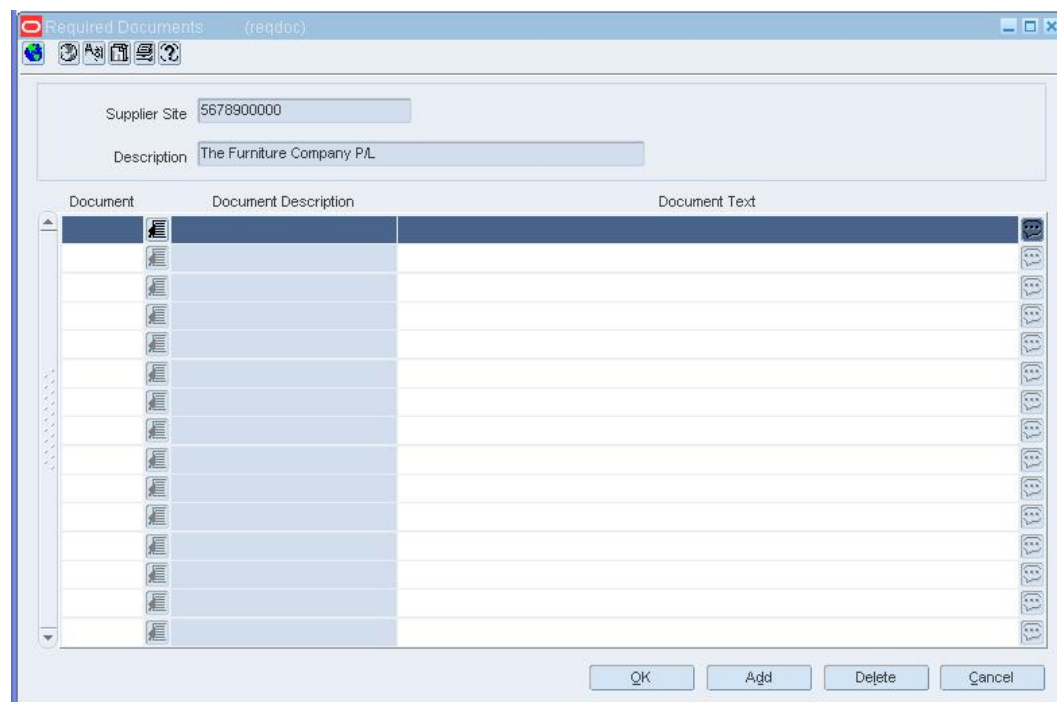 Required Documents (reqdoc)
Supplier Site 5678900000
Description The Furniture Company P/L
Document Document Description Document Text
OK Add Delete Cancel